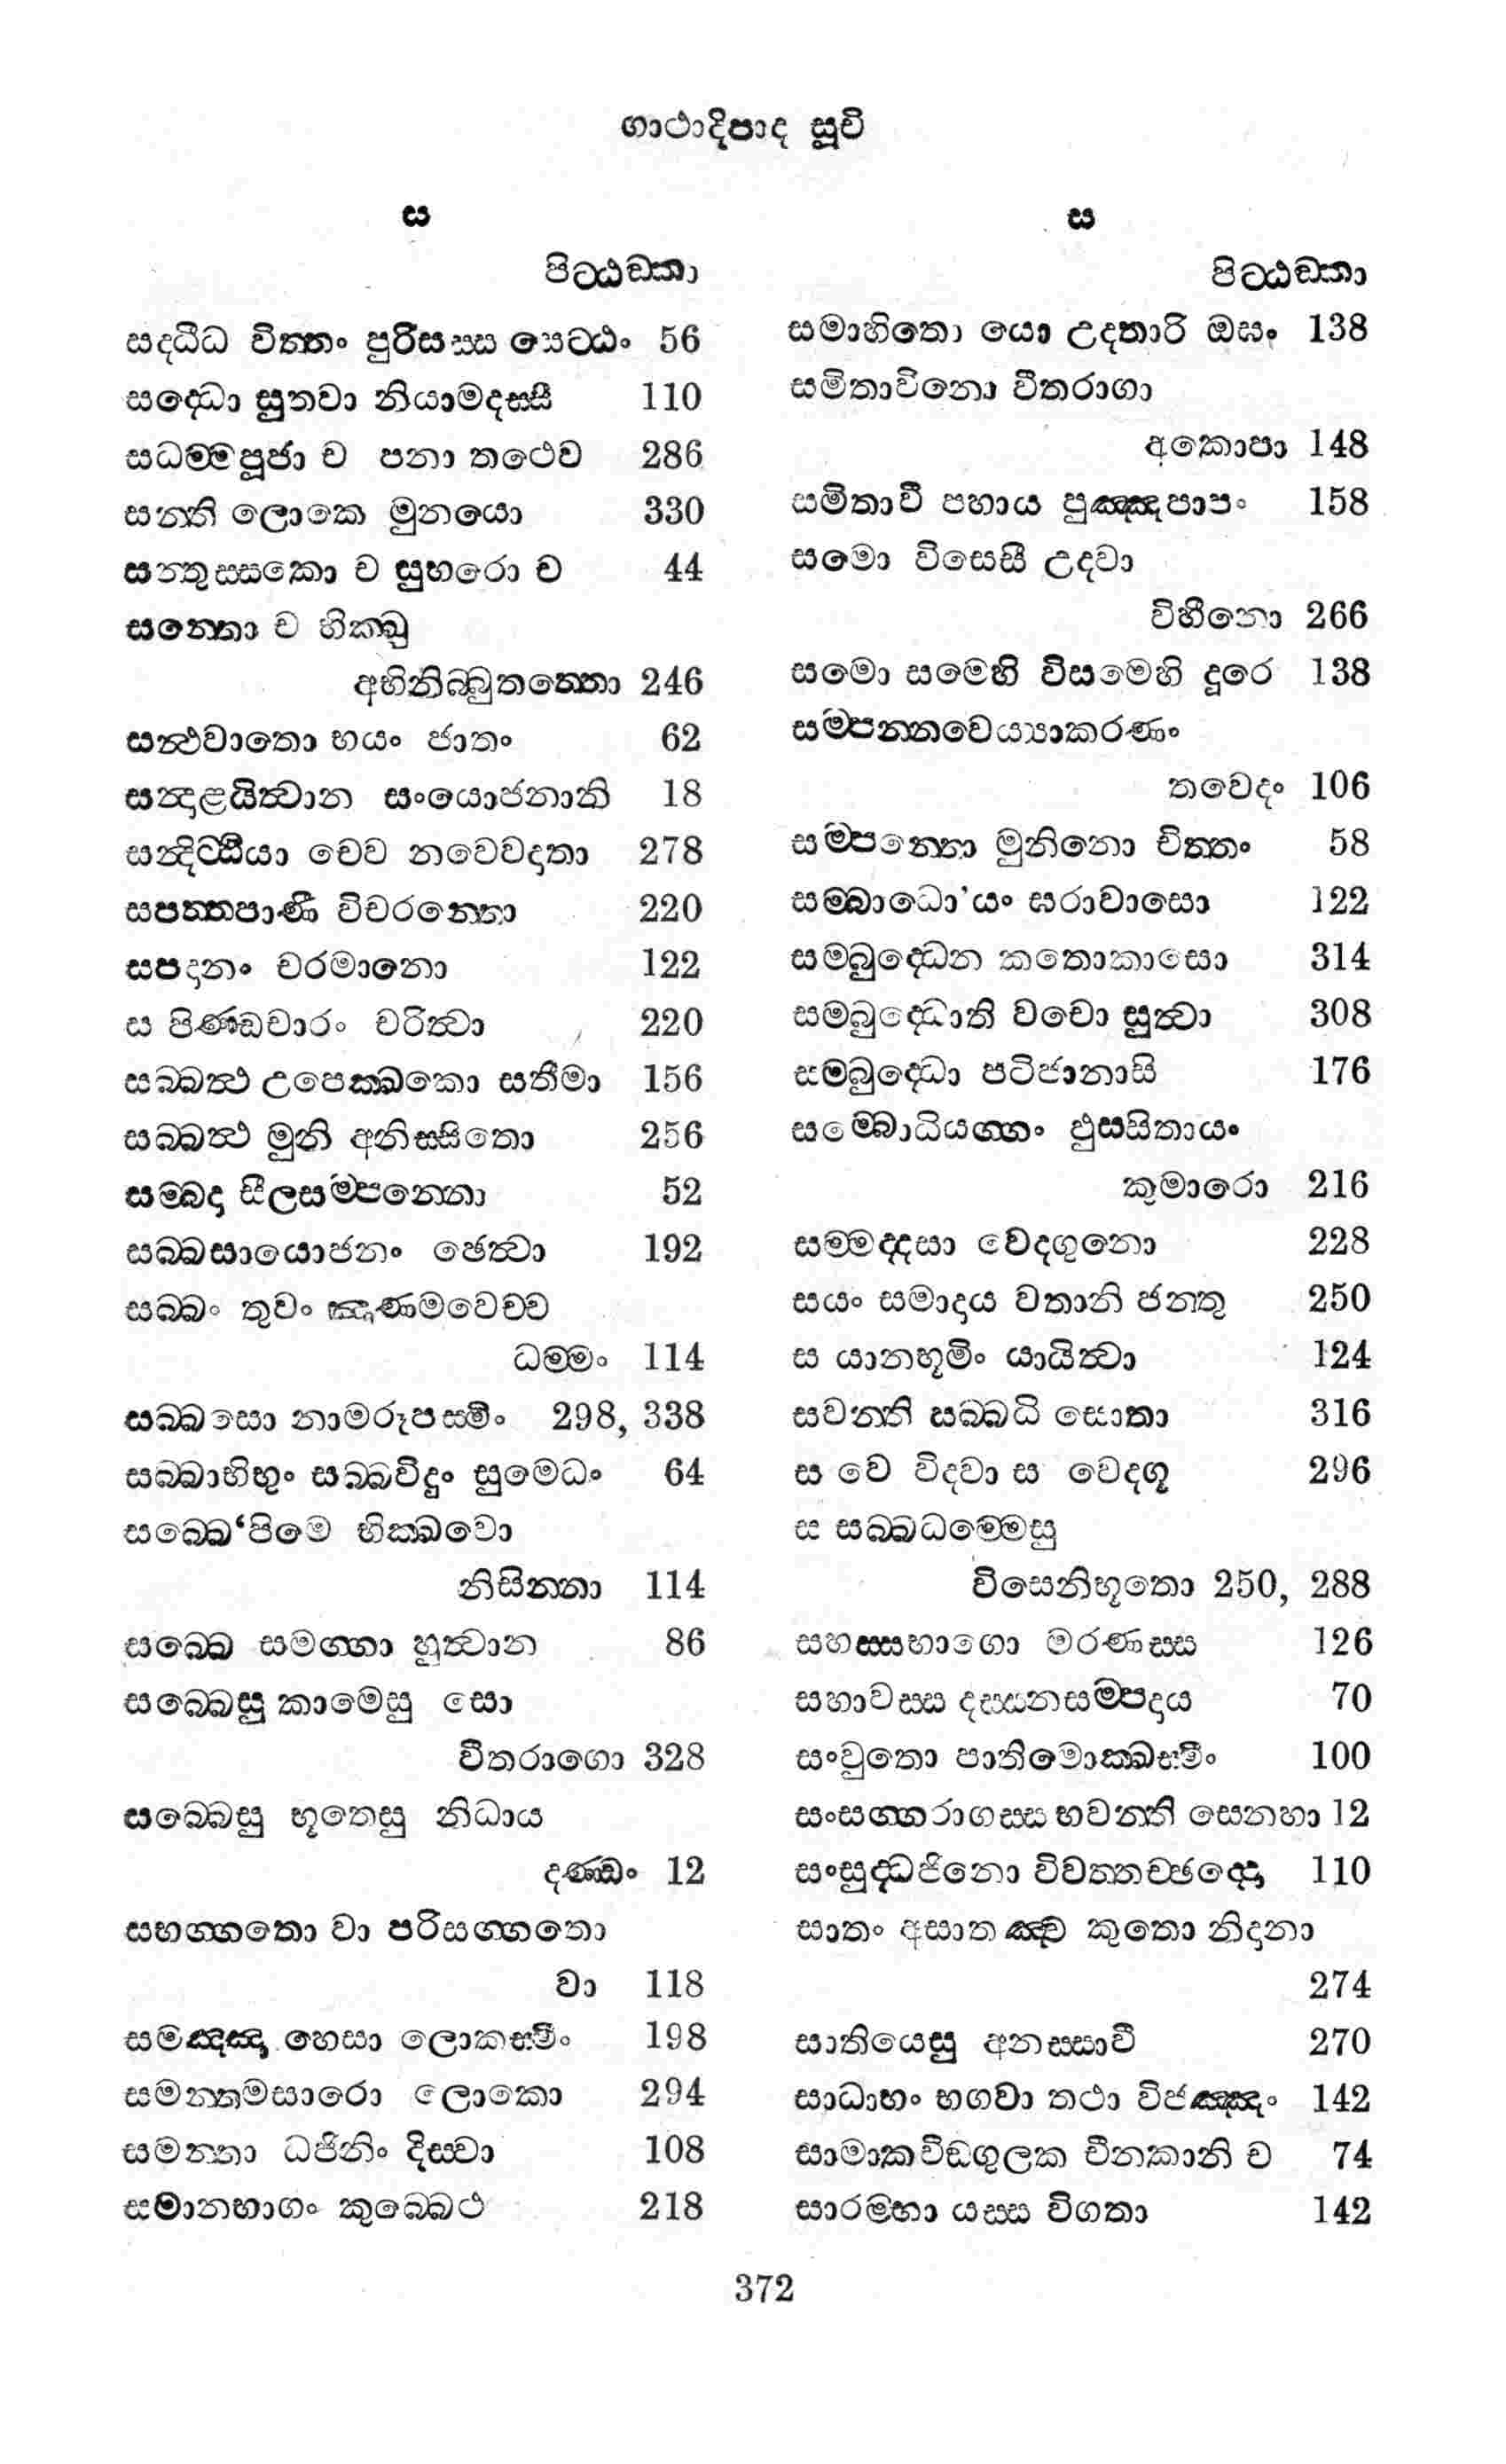 ගාථාදිපාද සූචි
ස
පිට්ඨඞ්කා
සද්ධීධ විත්තං පුරිසස්ස සෙට්ඨං 56
සද්ධො සුතවා නියාමදස්සී 110
සධම්මපූජා ච පනා තථෙව 286
සන්ති ලොකෙ මුනයො 330
සන්තුස්සකො ච සුභරො ච 44
සන්තො ච භික්ඛු
අභිනිබ්බුතත්තො 246
සන්ථවාතො භයං ජාතං 62
සන්දාළයිත්වාන සංයොජනානි 18
සන්දිට්ඨියා චෙව නවෙවදාතා 278
සපත්තපාණී විචරන්තො 220
සපදානං චරමානො 122
ස පිණ්ඩචාරං චරිත්වා 220
සබ්බත්ථ උපෙක්ඛකො සතීමා 156
සබ්බත්ථ මුනි අනිස්සිතො 256
සම්බදා සීලසම්පන්නො 52
සබ්බසායොජනං ඡෙත්වා 192
සබ්බං තුවං ඤාණමවෙච්ච
ධම්මං 114
සබ්බසො නාමරූපස්මිං 298, 338
සබ්බාභිභුං සබ්බවිදුං සුමෙධං 64
සබ්බෙ‘පිමෙ භික්ඛවො
නිසින්නා 114
සබ්බෙ සමග්ගා හුත්වාන 86
සබ්බෙසු කාමෙසු සො
වීතරාගො 328
සබ්බෙසු භූතෙසු නිධාය
දණ්ඩං 12
සභග්ගතො වා පරිසග්ගතො
වා 118
සමඤ්ඤා හෙසා ලොකස්මිං 198
සමන්තමසාරො ලොකො 294
සමන්තා ධජිනිං දිස්වා 108
සමානභාගං කුබ්බෙථ 218
ස
පිට්ඨඞ්කා
සමාහිතො යො උදතාරි ඔඝං 138
සමිතාවිනො වීතරාගා
අකොපා 148
සමිතාවී පහාය පුඤ්ඤපාපං 158
සමො විසෙසී උදවා
විහීනො 266
සමො සමෙහි විසමෙහි දූරෙ 138
සම්පන්නවෙය්‍යාකරණං
තවෙදං 106
සම්පන්නො මුනිනො චිත්තං 58
සම්බාධො’යං ඝරාවාසො 122
සම්බුද්ධෙන කතොකාසො 314
සම්බුද්ධොති වචො සුත්වා 308
සම්බුද්ධො පටිජානාසි 176
සම්බොධියග්ගං ඵුසසිතායං
කුමාරො 216
සම්මද්දසා වෙදගුනො 228
සයං සමාදාය වතානි ජන්තු 250
ස යානභූමිං යායිත්වා 124
සවන්ති සබ්බධි සොතා 316
ස වෙ විද්වා ස වෙදගූ 296
ස සබ්බධම්මෙසු
විසෙනිභූතො 250, 288
සහස්සභාගො මරණස්ස 126
සහාවස්ස දස්සනසම්පදාය 70
සංවුතො පාතිමොක්ඛස්මිං 100
සංසග්ගරාගස්ස භවන්ති සෙනහා 12
සංසුද්ධජිනො විවත්තච්ඡද්දො 110
සාතං අසාතඤ්ච කුතො නිදානා
274
සාතියෙසු අනස්සාවී 270
සාධාහං භගවා තථා විජඤ්ඤං 142
සාමාකවිඞගුලක චීනකානි ච 74
සාරම්භා යස්ස විගතා 142
372